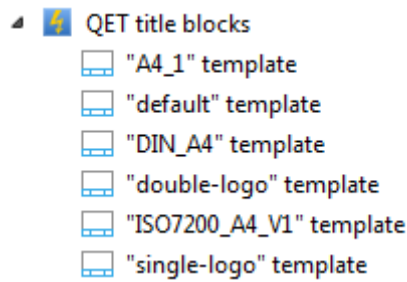 QET title blocks
"A4_1" template
"default" template
"DIN_A4" template
"double-logo" template
"ISO7200_A4_V1" template
"single-logo" template